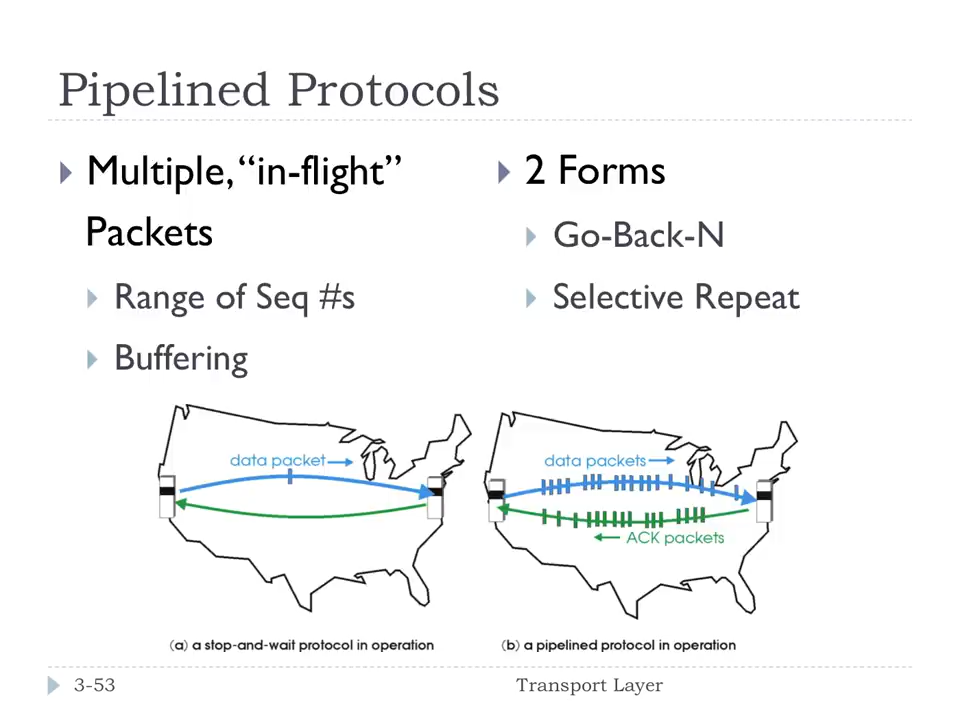 Pipelined Protocols
Multiple, “in-flight”
Packets
Range of Seq #s
Buffering
2 Forms
Go-Back-N
Selective Repeat
data packet
(a) a stop-and-wait protocol in operation
data packets
ACK packets
(b) a pipelined protocol in operation
3-53
Transport Layer